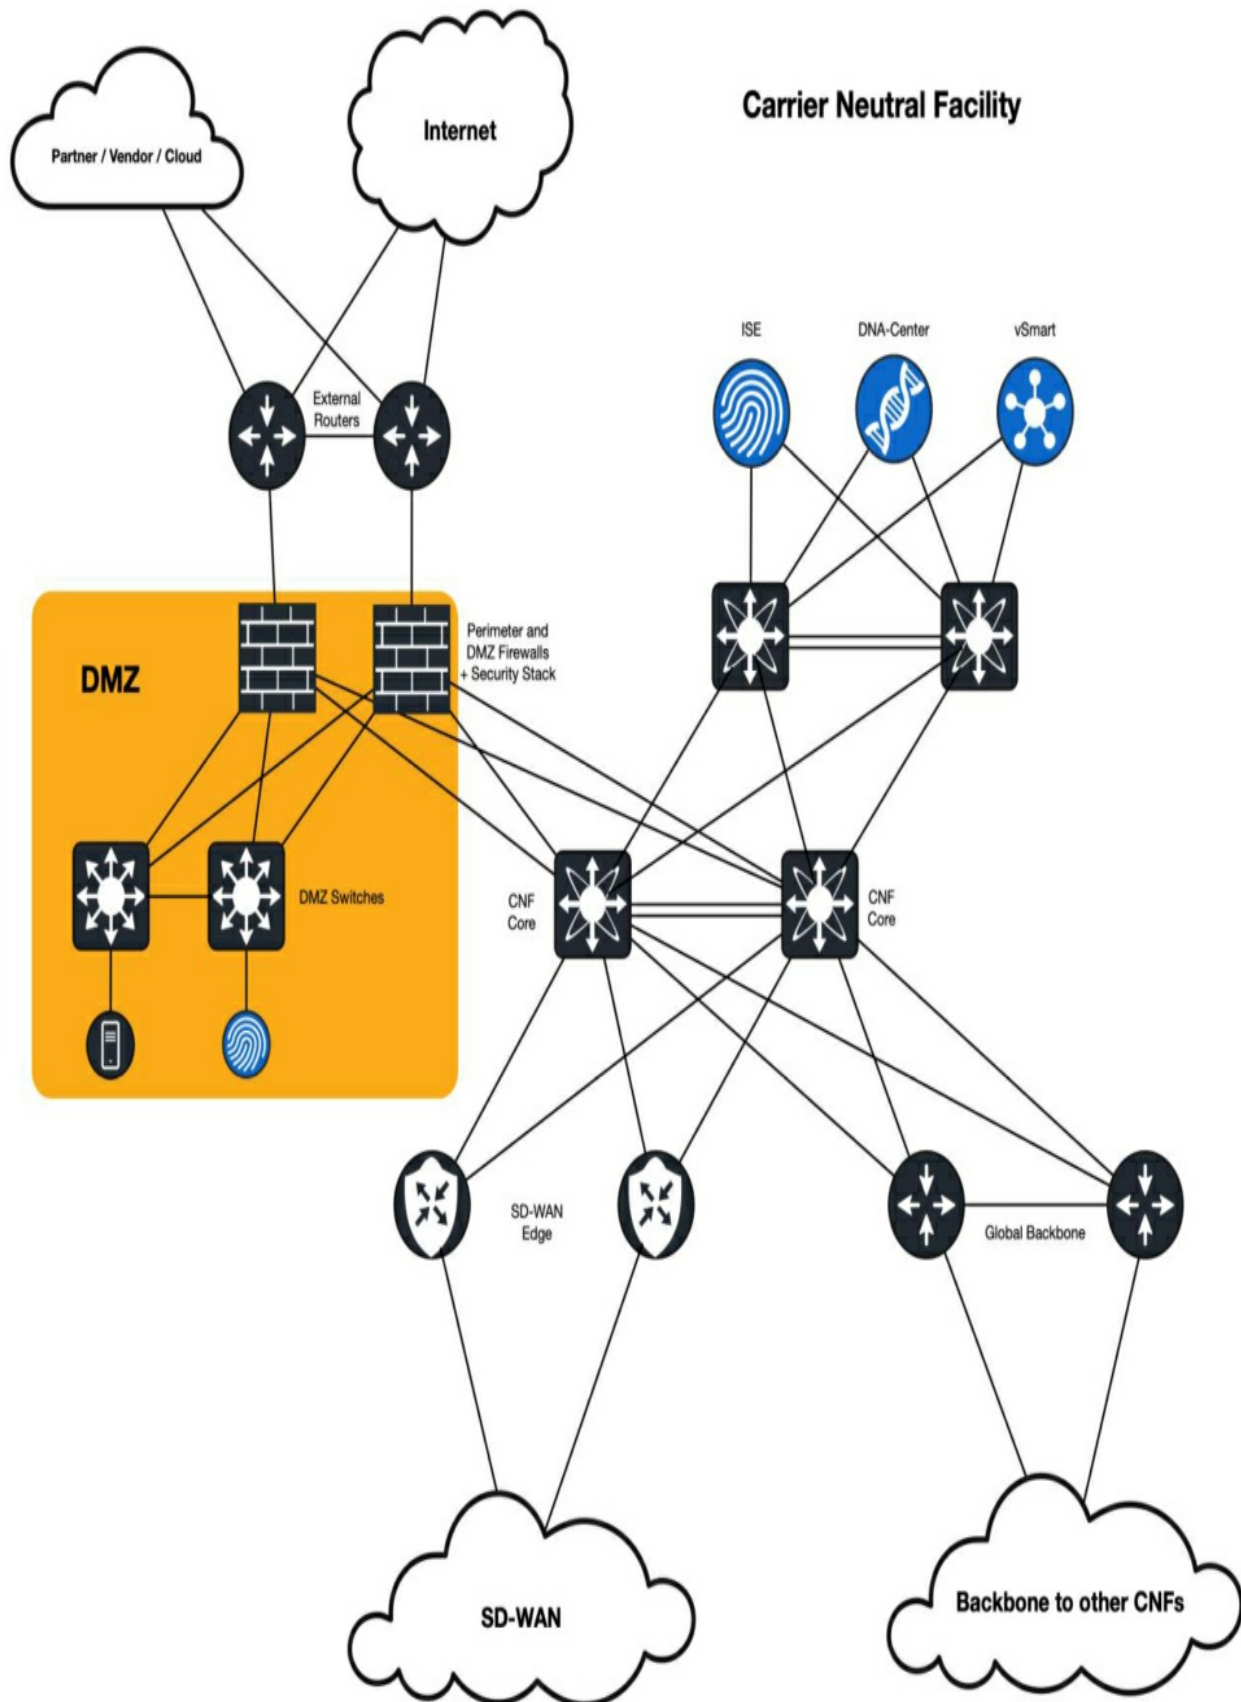 Carrier Neutral Facility
Partner / Vendor / Cloud
Internet
ISE
DNA-Center
vSmart
External
Routers
Perimeter and
DMZ Firewalls
+ Security Stack
DMZ
DMZ Switches
CNF
Core
CNF
Core
SD-WAN
Edge
Global Backbone
SD-WAN
Backbone to other CNFs